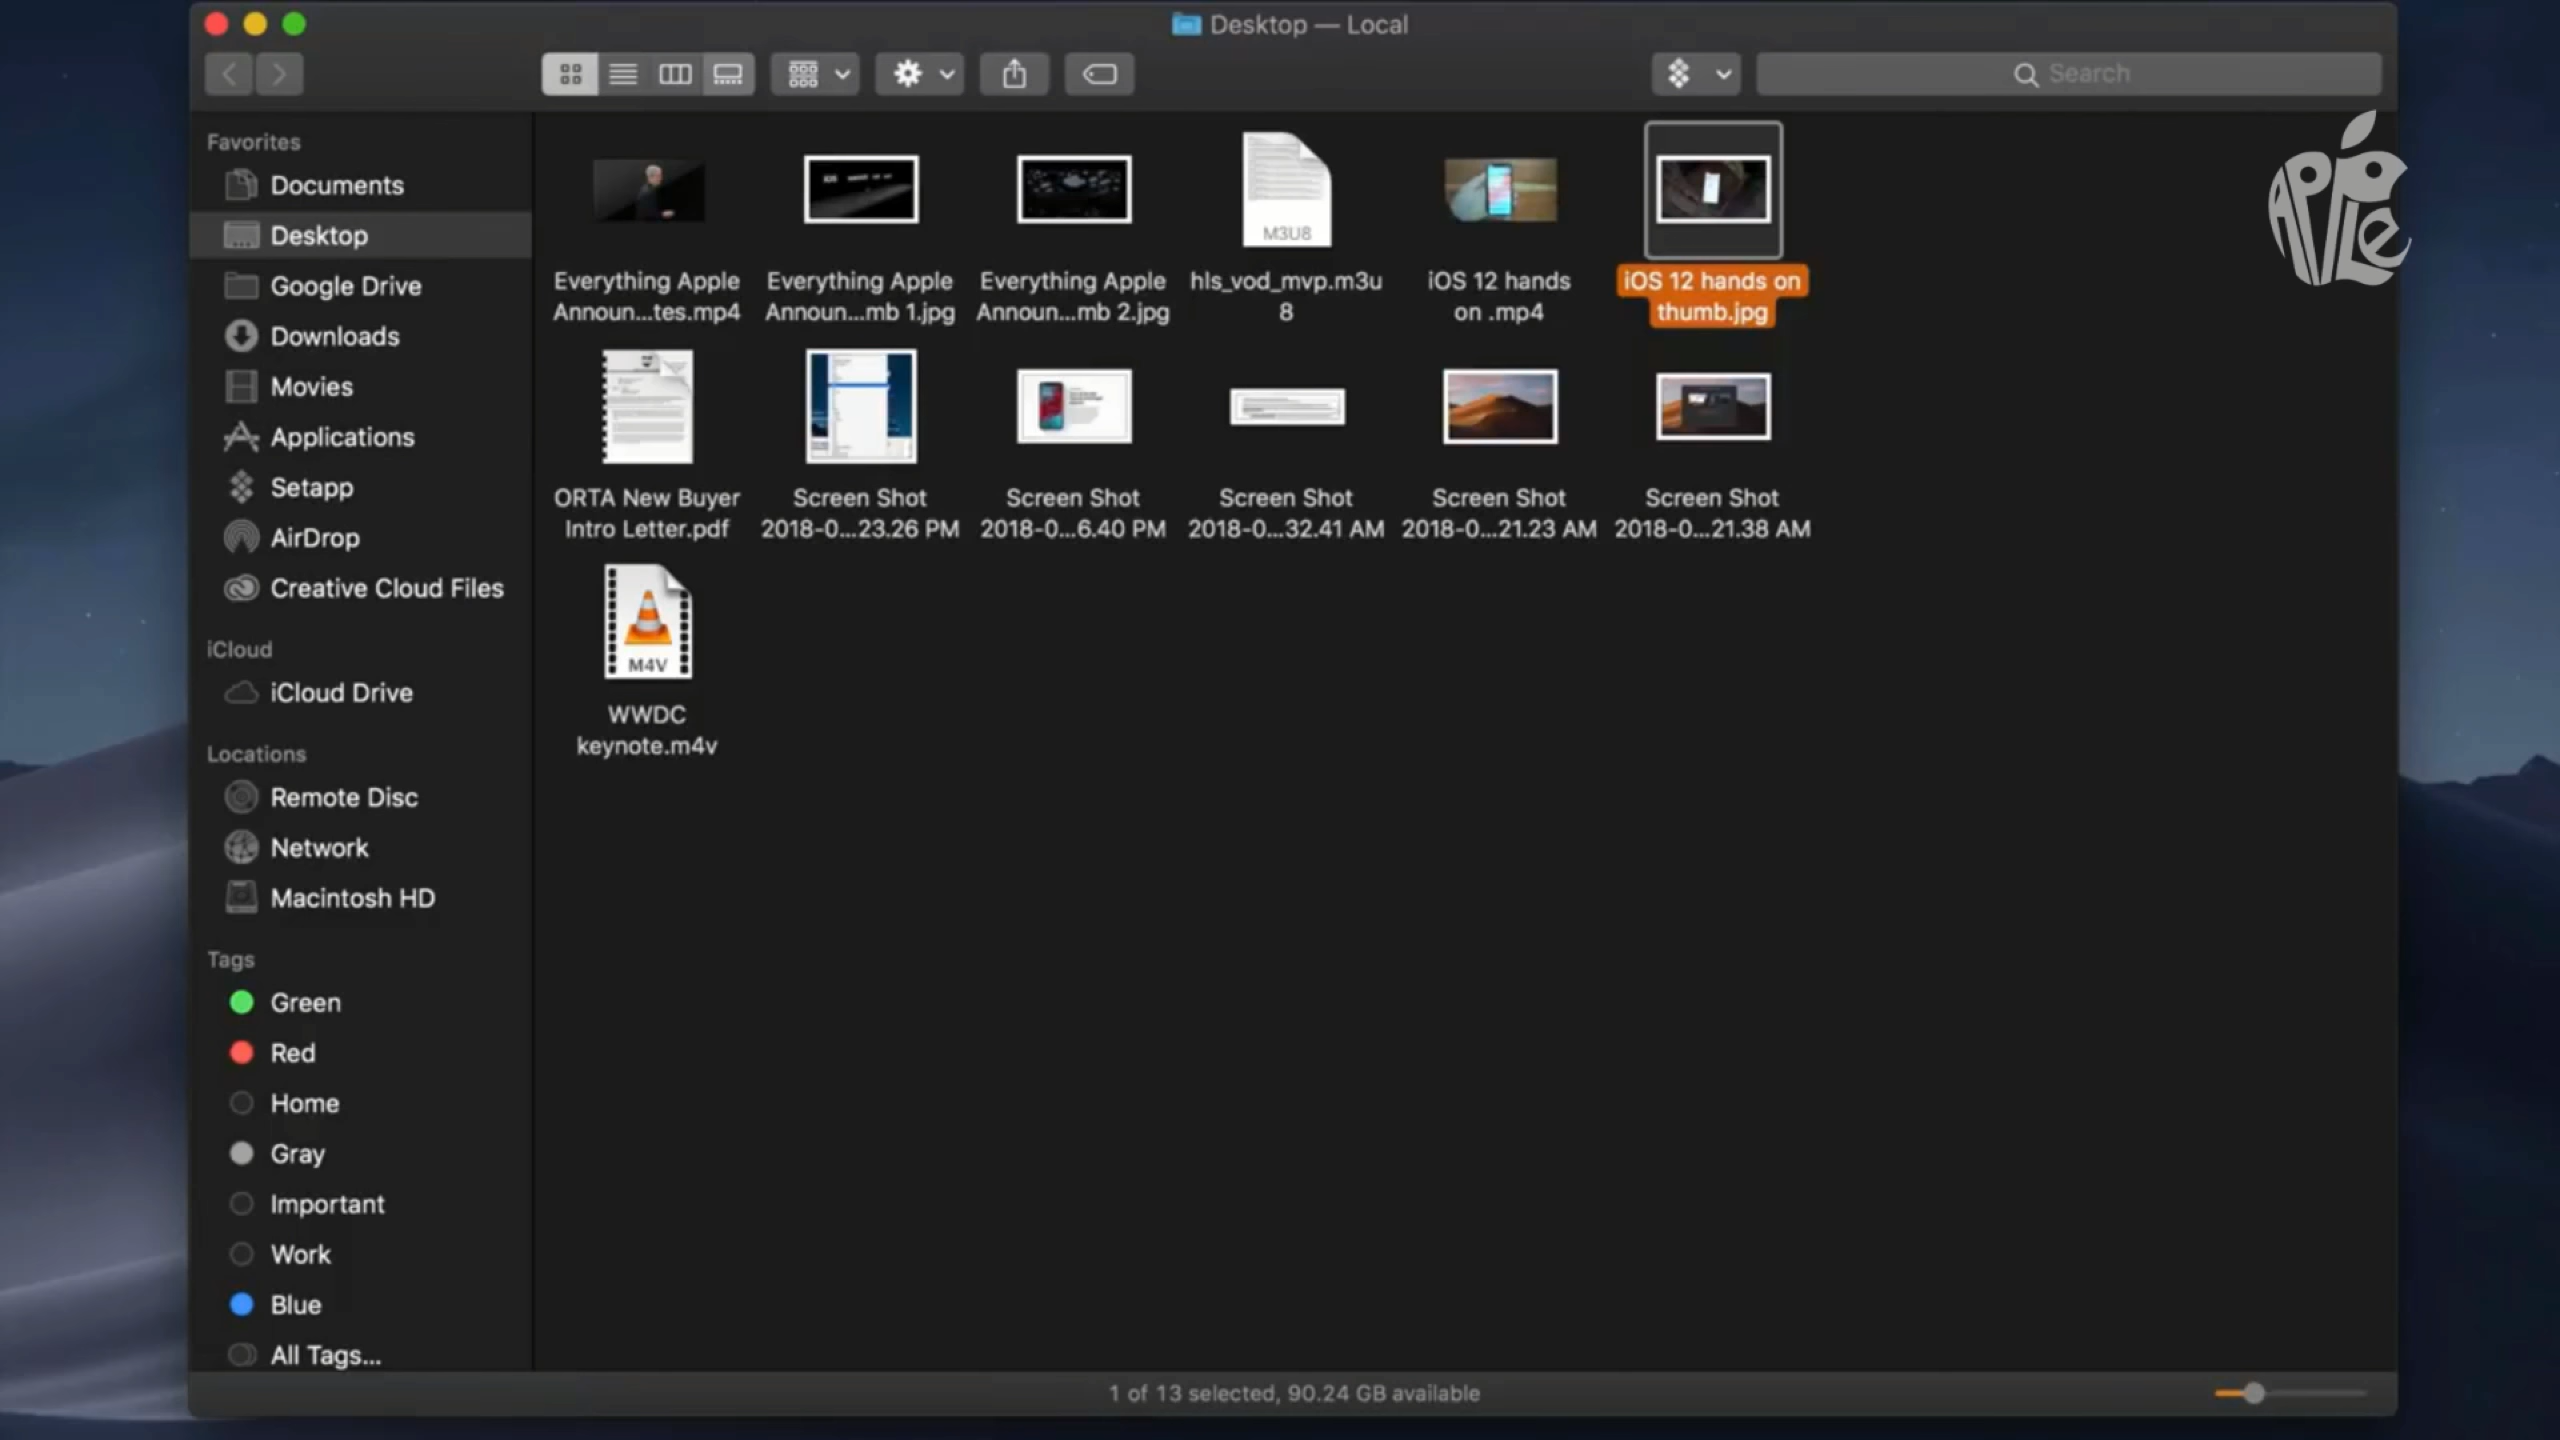 Desktop — Local
Search
Favorites
Documents
Desktop
Google Drive
Downloads
Movies
Applications
Setapp
AirDrop
Creative Cloud Files
iCloud
iCloud Drive
Locations
Remote Disc
Network
Macintosh HD
Tags
Green
Red
Home
Gray
Important
Work
Blue
All Tags...
M3U8
Everything Apple
Announ...tes.mp4
Everything Apple
Announ...mb 1.jpg
Everything Apple
Announ...mb 2.jpg
hls_vod_mvp.m3u
8
iOS 12 hands
on .mp4
iOS 12 hands on
thumb.jpg
ORTA New Buyer
Intro Letter.pdf
Screen Shot
2018-0...23.26 PM
Screen Shot
2018-0...6.40 PM
Screen Shot
2018-0...32.41 AM
Screen Shot
2018-0...21.23 AM
Screen Shot
2018-0...21.38 AM
M4V
WWDC
keynote.m4v
1 of 13 selected, 90.24 GB available
APPLe